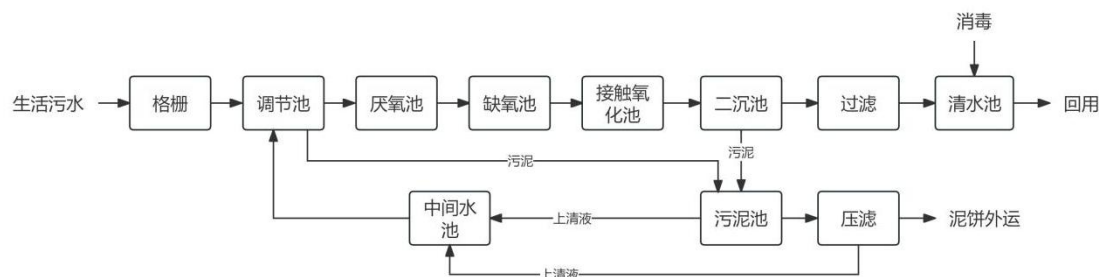 消毒
生活污水
格栅
调节池
厌氧池
缺氧池
接触氧
化池
二沉池
过滤
清水池
回用
污泥
污泥
中间水
池
上清液
污泥池
压滤
泥饼外运
上清液